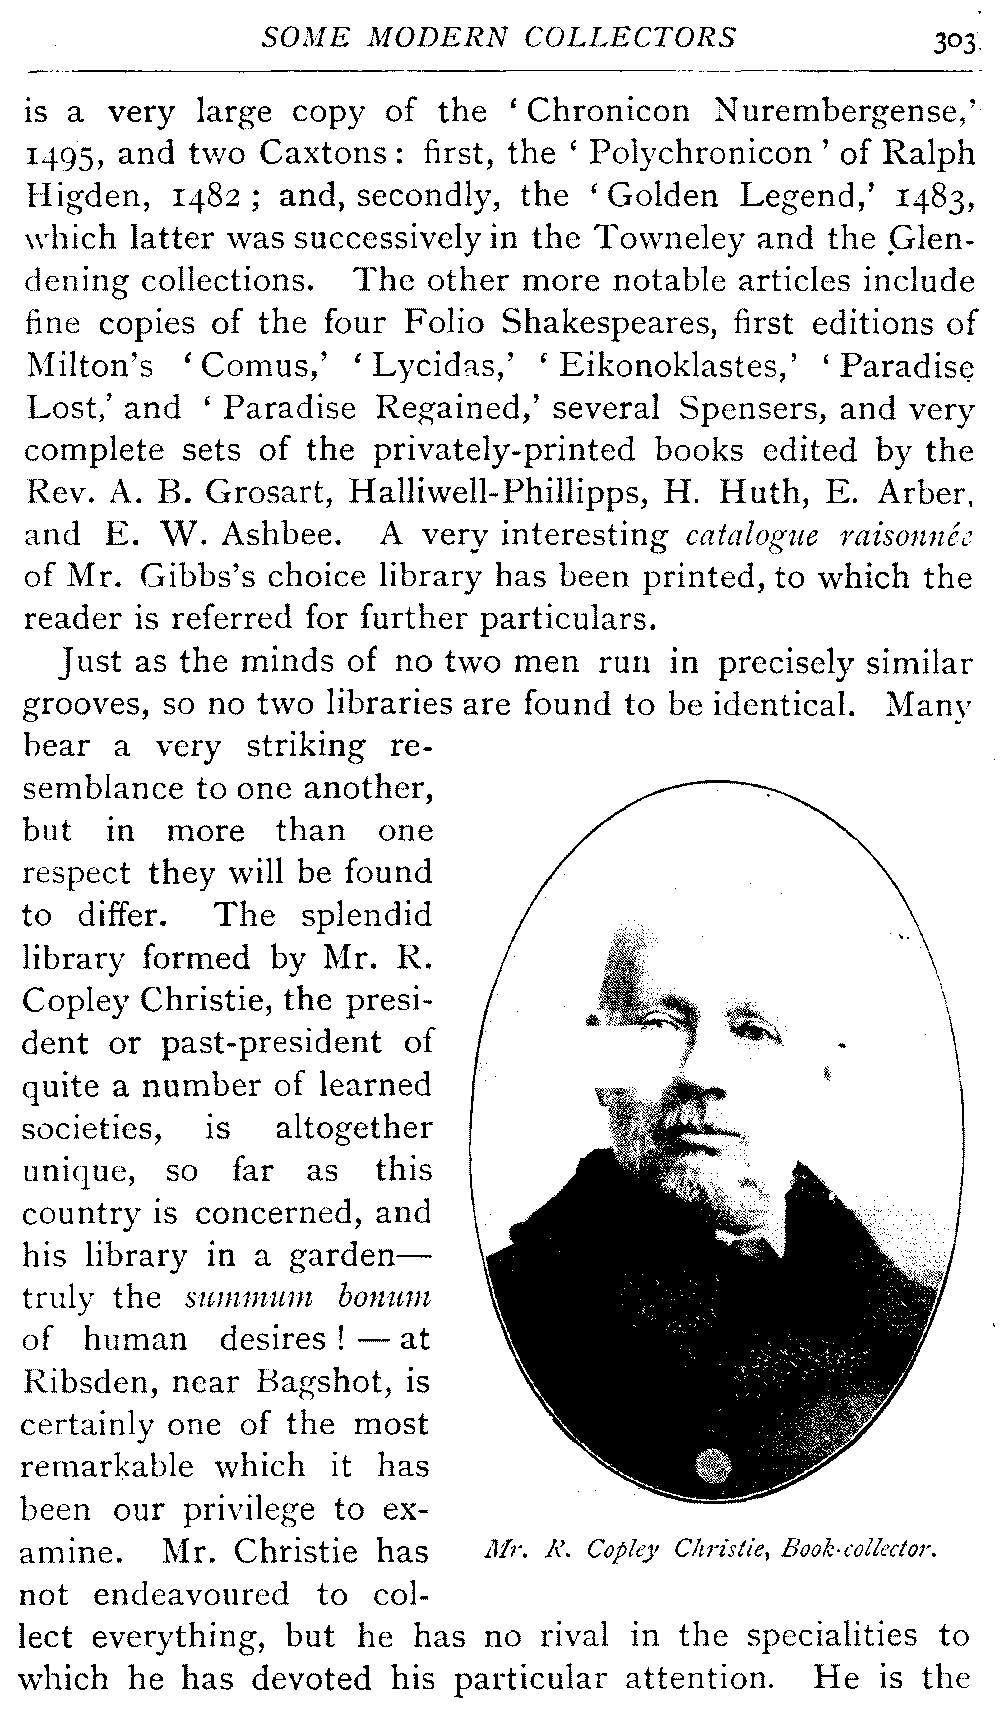 SOME MODERN COLLECTORS 303
is a very large copy of the ‘Chronicon Nurembergense,’
1495, and two Caxtons: first, the ‘Polychronicon’ of Ralph
Higden, 1482; and, secondly, the ‘Golden Legend,’ 1483,
which latter was successively in the Towneley and the Glen-
dening collections. The other more notable articles include
fine copies of the four Folio Shakespeares, first editions of
Milton's ‘Comus,’ ‘Lycidas,’ ‘Eikonoklastes,’ ‘Paradise
Lost,’ and ‘Paradise Regained,’ several Spensers, and very
complete sets of the privately-printed books edited by the
Rev. A. B. Grosart, Halliwell-Phillipps, H. Huth, E. Arber,
and E. W. Ashbee. A very interesting catalogue raisonnée
of Mr. Gibbs's choice library has been printed, to which the
reader is referred for further particulars.
Just as the minds of no two men run in precisely similar
grooves, so no two libraries are found to be identical. Many
bear a very striking re-
semblance to one another,
but in more than one
respect they will be found
to differ. The splendid
library formed by Mr. R.
Copley Christie, the presi-
dent or past-president of
quite a number of learned
societies, is altogether
unique, so far as this
country is concerned, and
his library in a garden—
truly the summum bonum
of human desires!—at
Ribsden, near Bagshot, is
certainly one of the most
remarkable which it has
been our privilege to ex-
amine. Mr. Christie has
not endeavoured to col-
lect everything, but he has no rival in the specialities to
which he has devoted his particular attention. He is the
Mr. R. Copley Christie, Book-collector.